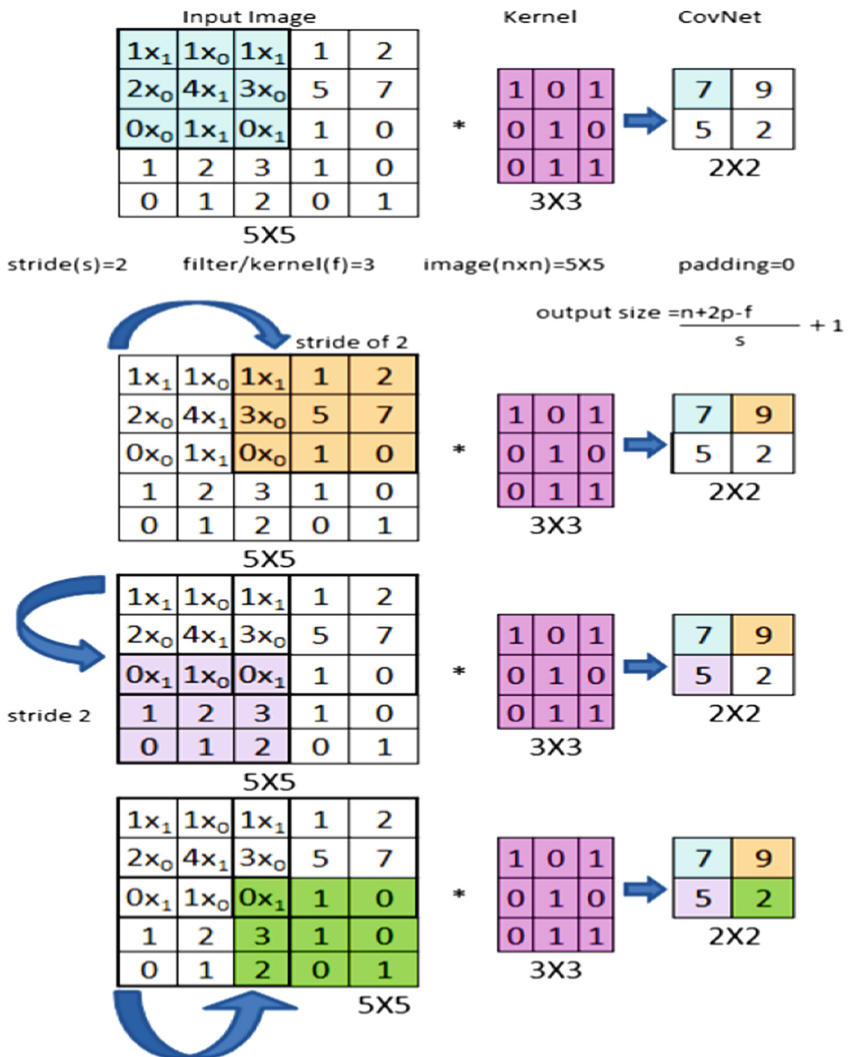 Input Image Kernel CovNet
1x₁ 1x₀ 1x₁ 1 2
2x₀ 4x₁ 3x₀ 5 7 1 0 1 7 9
0x₀ 1x₁ 0x₁ 1 0 * 0 1 0 5 2
1 2 3 1 0 0 1 1 2X2
0 1 2 0 1 3X3
5X5
stride(s)=2 filter/kernel(f)=3 image(nxn)=5X5 padding=0
output size =n+2p-f + 1
s
stride of 2
1x₁ 1x₀ 1x₁ 1 2
2x₀ 4x₁ 3x₀ 5 7 1 0 1 7 9
0x₀ 1x₁ 0x₀ 1 0 * 0 1 0 5 2
1 2 3 1 0 0 1 1 2X2
0 1 2 0 1 3X3
5X5
1x₁ 1x₀ 1x₁ 1 2
2x₀ 4x₁ 3x₀ 5 7 1 0 1 7 9
0x₁ 1x₀ 0x₁ 1 0 * 0 1 0 5 2
stride 2 1 2 3 1 0 0 1 1 2X2
0 1 2 0 1 3X3
5X5
1x₁ 1x₀ 1x₁ 1 2
2x₀ 4x₁ 3x₀ 5 7 1 0 1 7 9
0x₁ 1x₀ 0x₁ 1 0 * 0 1 0 5 2
1 2 3 1 0 0 1 1 2X2
0 1 2 0 1 3X3
5X5